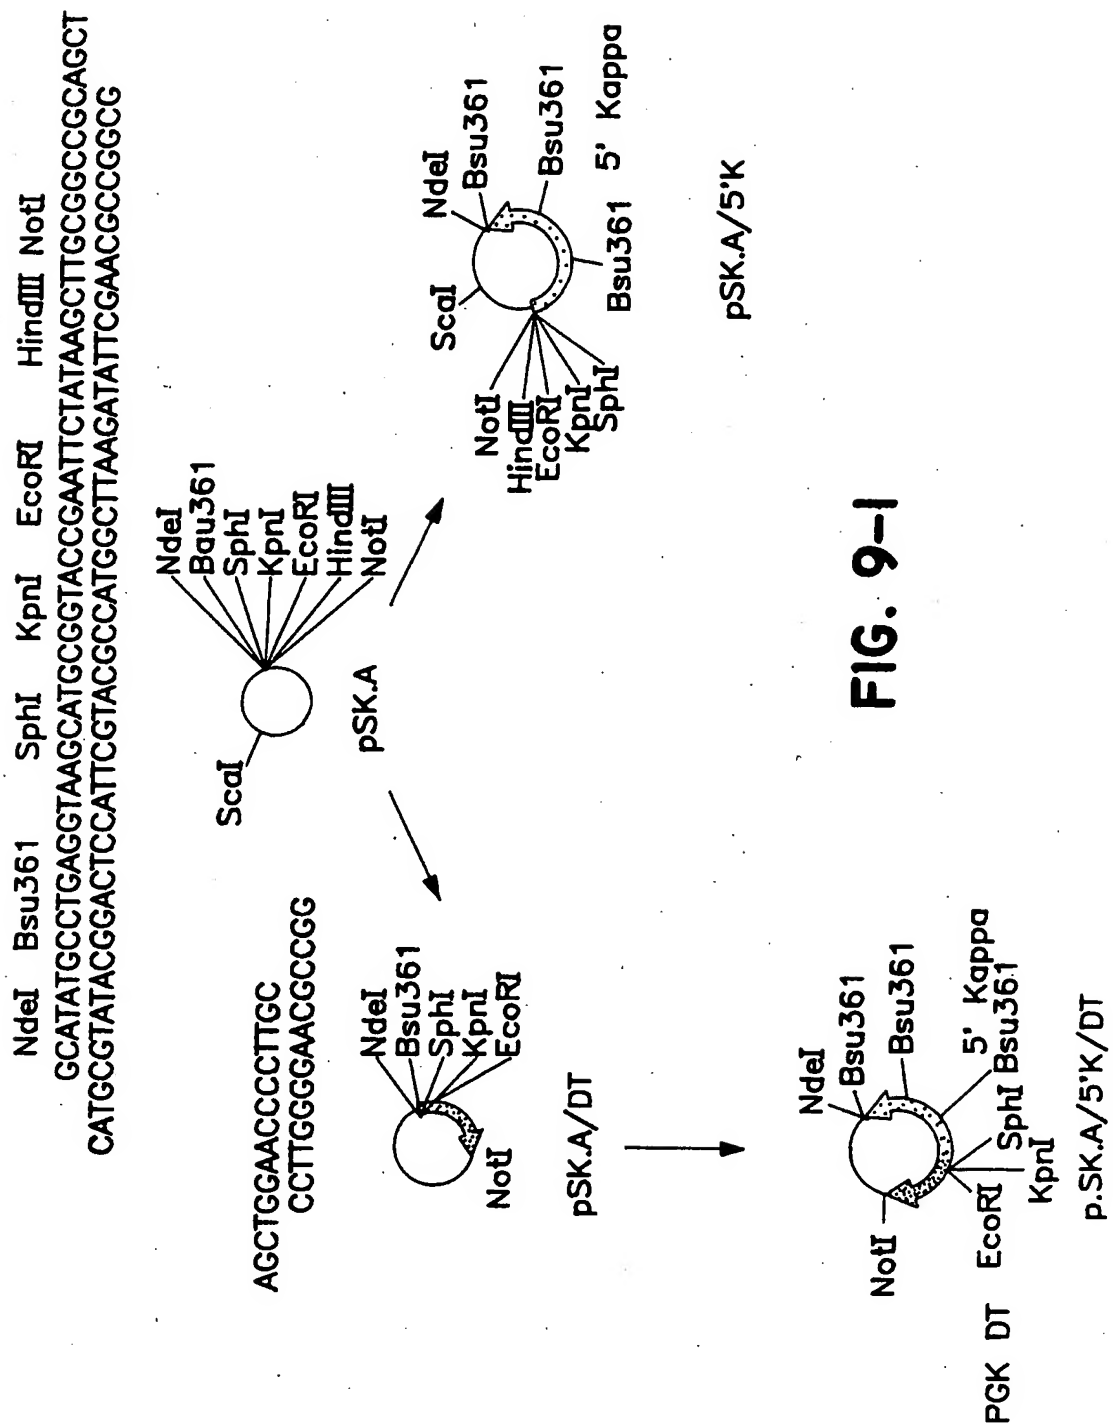 NdeI Bsu361 SphI KpnI EcoRI HindIII NotI
GCATATGCCTGAGGTAAGCATGCGGTACCGAATTCTATAAGCTTGCGGCCGCAGCT
CATGCGTATACGGACTCCATTCGTACGCCATGGCTTAAGATATTCGAACGCCGGCG
ScaI
NdeI
Bau361
SphI
KpnI
EcoRI
HindIII
NotI
pSK.A
AGCTGGAACCCCTTGC
CCTTGGGGAACGCCGG
NdeI
Bsu361
SphI
KpnI
EcoRI
NotI
pSK.A/DT
ScaI
NdeI
Bsu361
Bsu361
Bsu361 5' Kappa
NotI
HindIII
EcoRI
KpnI
SphI
pSK.A/5'K
NdeI
Bsu361
Bsu361
5' Kappa
Bsu361
SphI
KpnI
EcoRI
NotI
PGK DT
p.SK.A/5'K/DT
FIG. 9-1